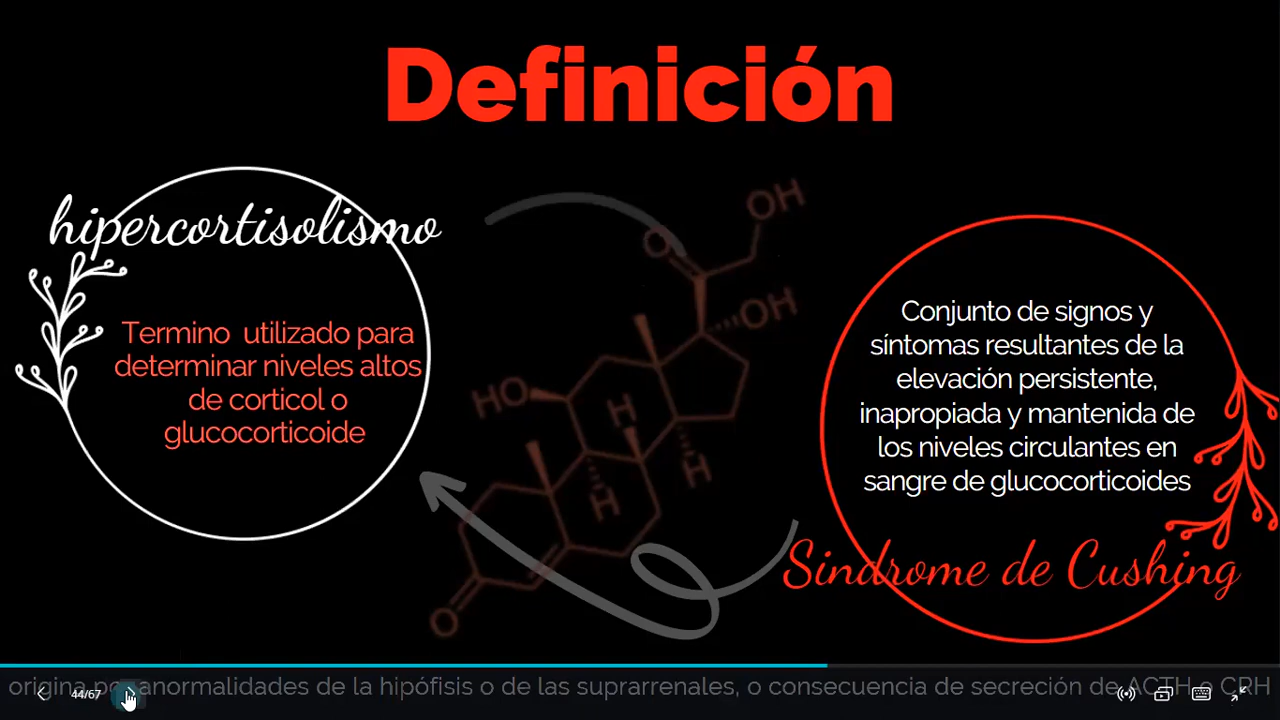 Definición
hipercortisolismo
Termino utilizado para
determinar niveles altos
de corticol o
glucocorticoide
OH
O
OH
HO
H
H
H
O
Conjunto de signos y
síntomas resultantes de la
elevación persistente,
inapropiada y mantenida de
los niveles circulantes en
sangre de glucocorticoides
Sindrome de Cushing
origina por anormalidades de la hipófisis o de las suprarrenales, o consecuencia de secreción de ACTH o CRH
44/67